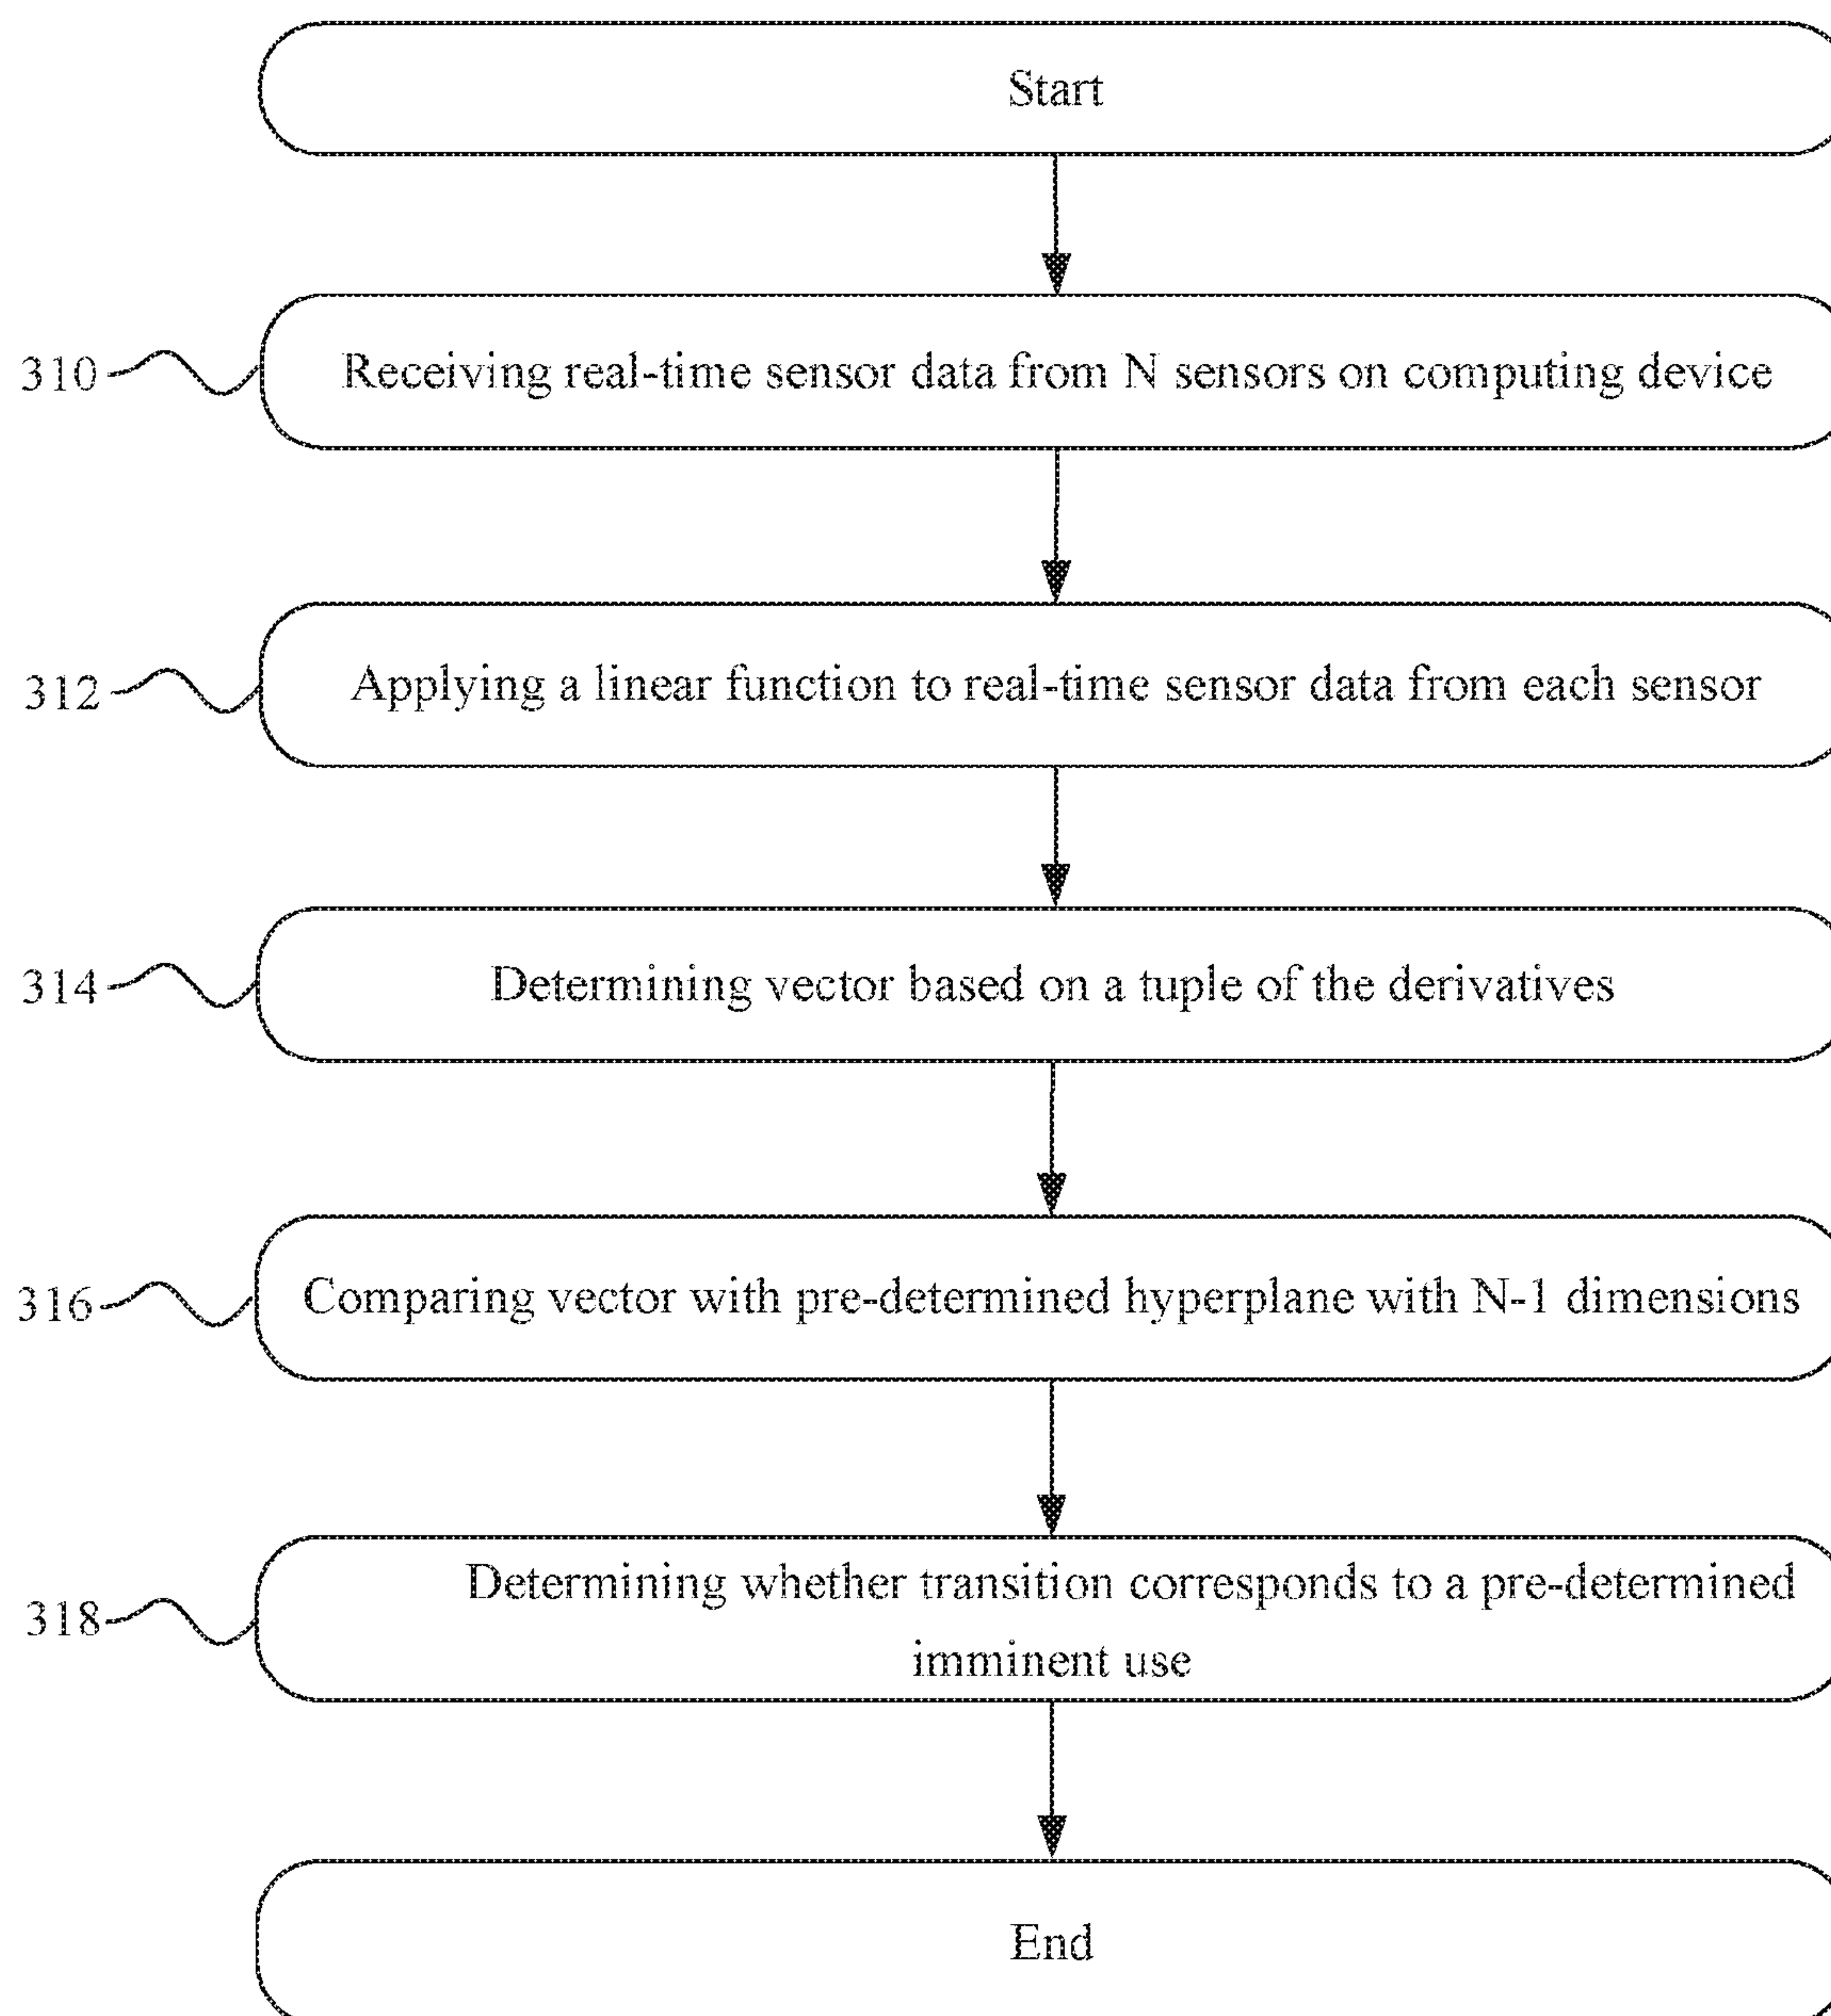 Start
310 Receiving real-time sensor data from N sensors on computing device
312 Applying a linear function to real-time sensor data from each sensor
314 Determining vector based on a tuple of the derivatives
316 Comparing vector with pre-determined hyperplane with N-1 dimensions
318 Determining whether transition corresponds to a pre-determined
imminent use
End